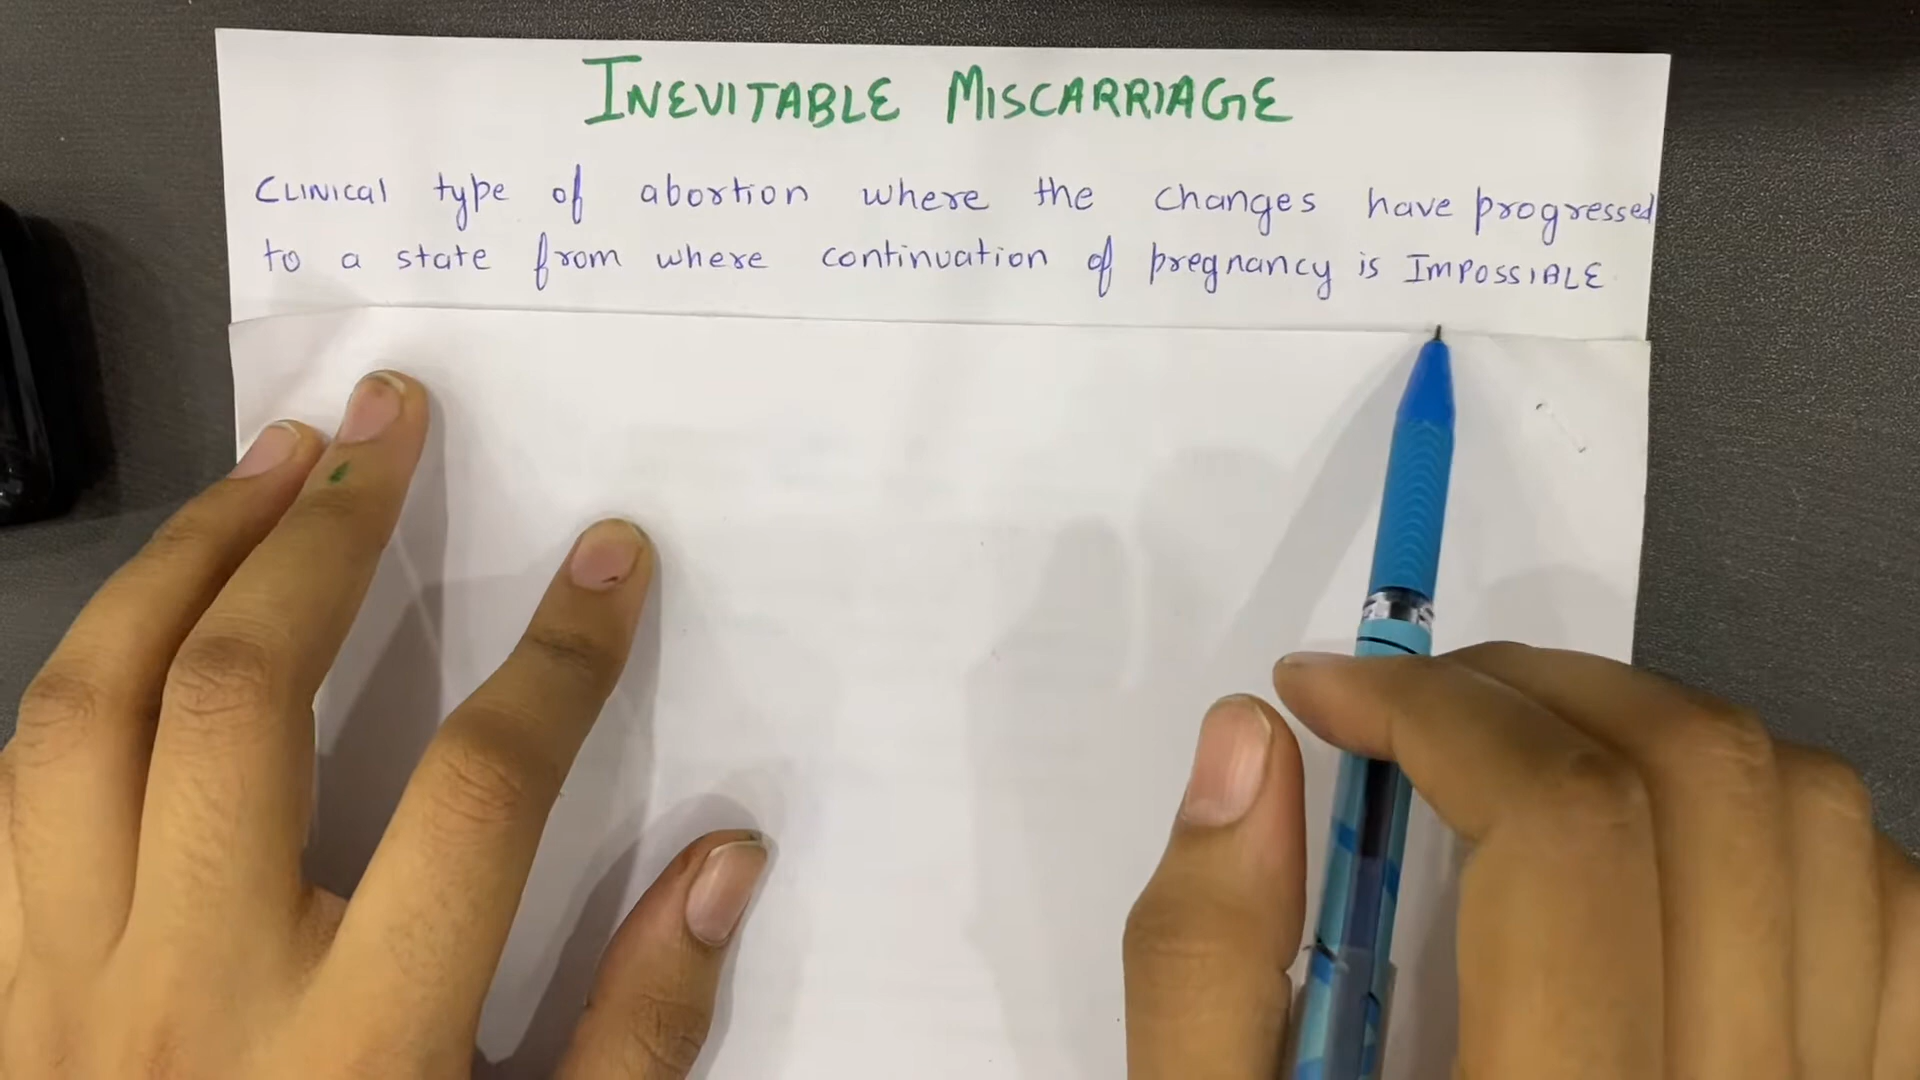 INEVITABLE MISCARRIAGE
CLINICAL type of abortion where the changes have progressed
to a state from where continuation of pregnancy is IMPOSSIBLE